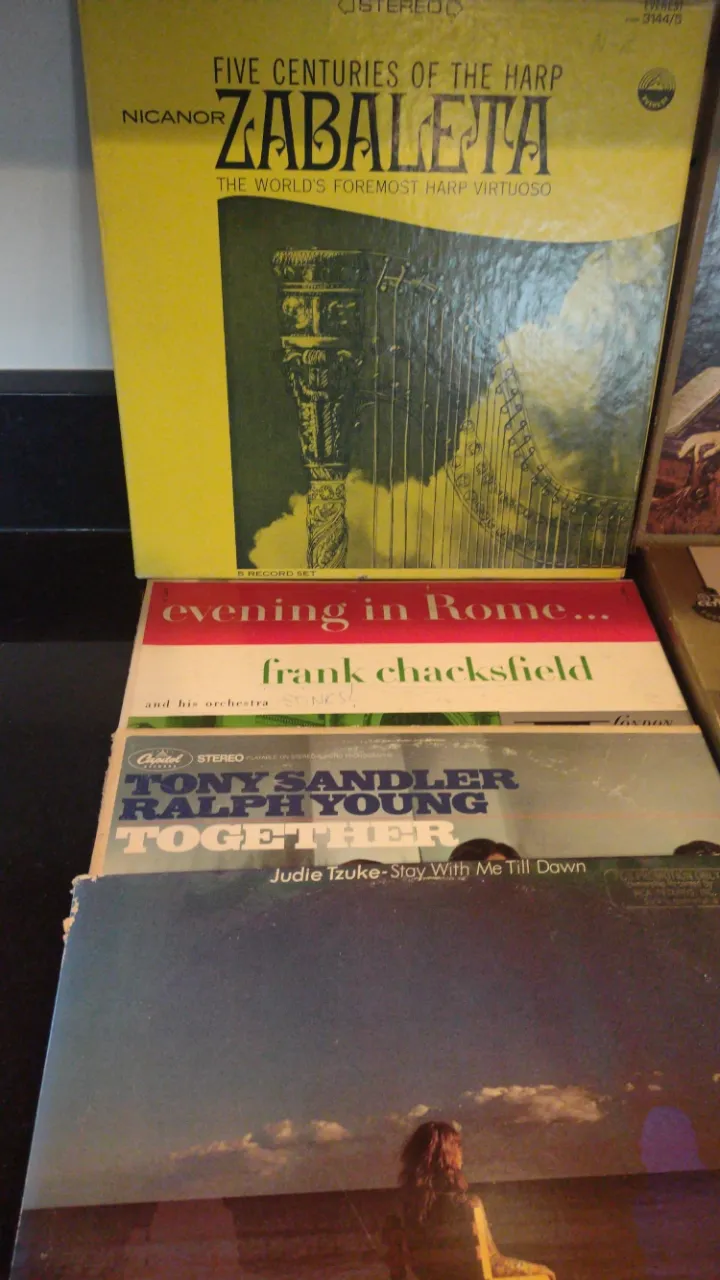 STEREO
EVEREST
3144/5
FIVE CENTURIES OF THE HARP
NICANOR ZABALETA
THE WORLD'S FOREMOST HARP VIRTUOSO
5 RECORD SET
evening in Rome...
frank chacksfield
and his orchestra
LONDON
Capitol
STEREO
TONY SANDLER
RALPH YOUNG
TOGETHER
Judie Tzuke-Stay With Me Till Dawn